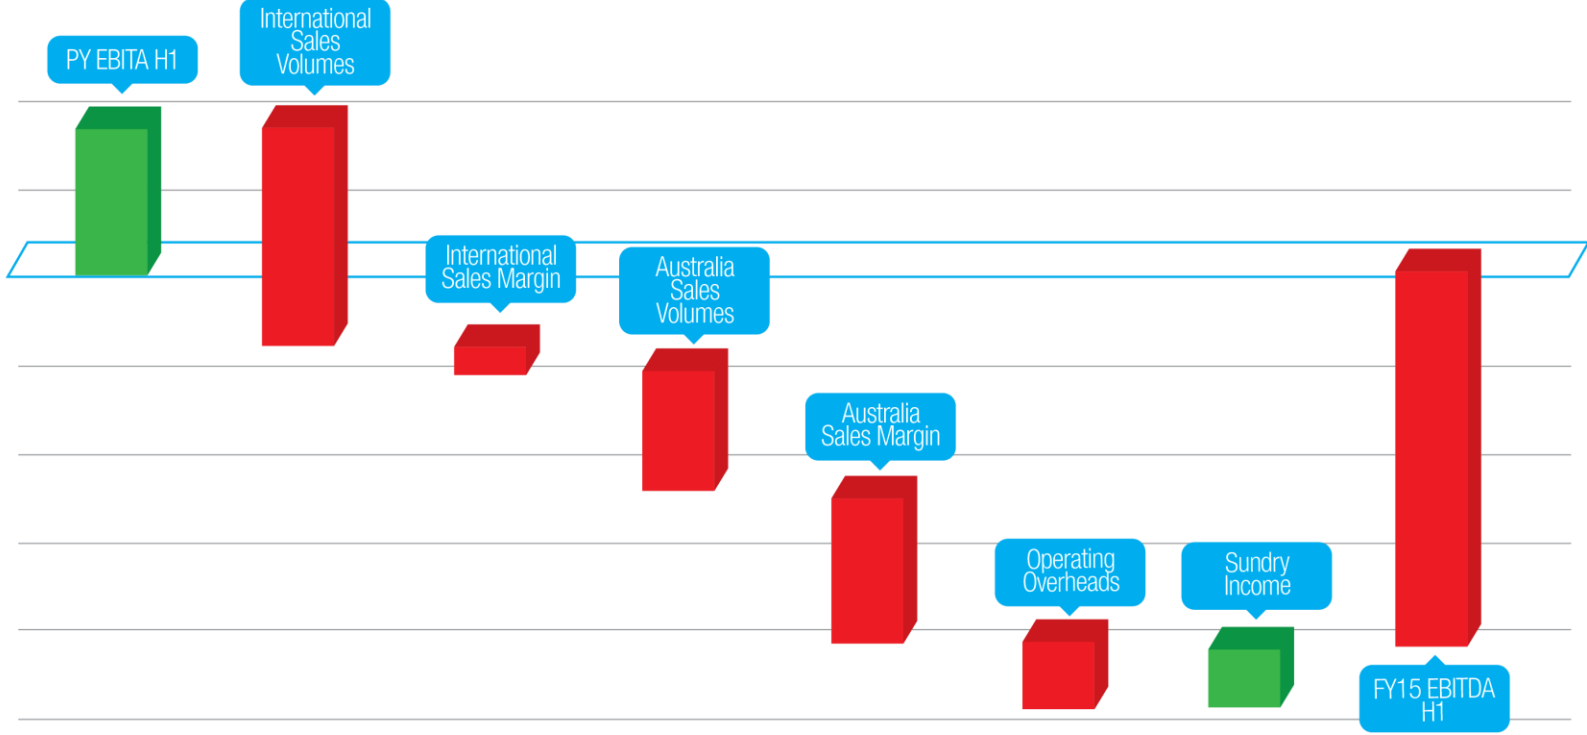 PY EBITA H1
International
Sales
Volumes
International
Sales Margin
Australia
Sales
Volumes
Australia
Sales Margin
Operating
Overheads
Sundry
Income
FY15 EBITDA
H1